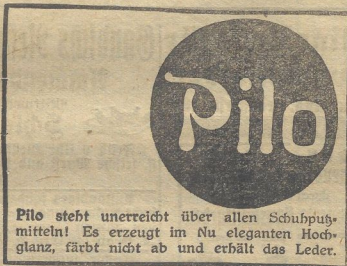 Pilo
Pilo steht unerreicht über allen Schuhputz-
mitteln! Es erzeugt im Nu eleganten Hoch-
glanz, färbt nicht ab und erhält das Leder.